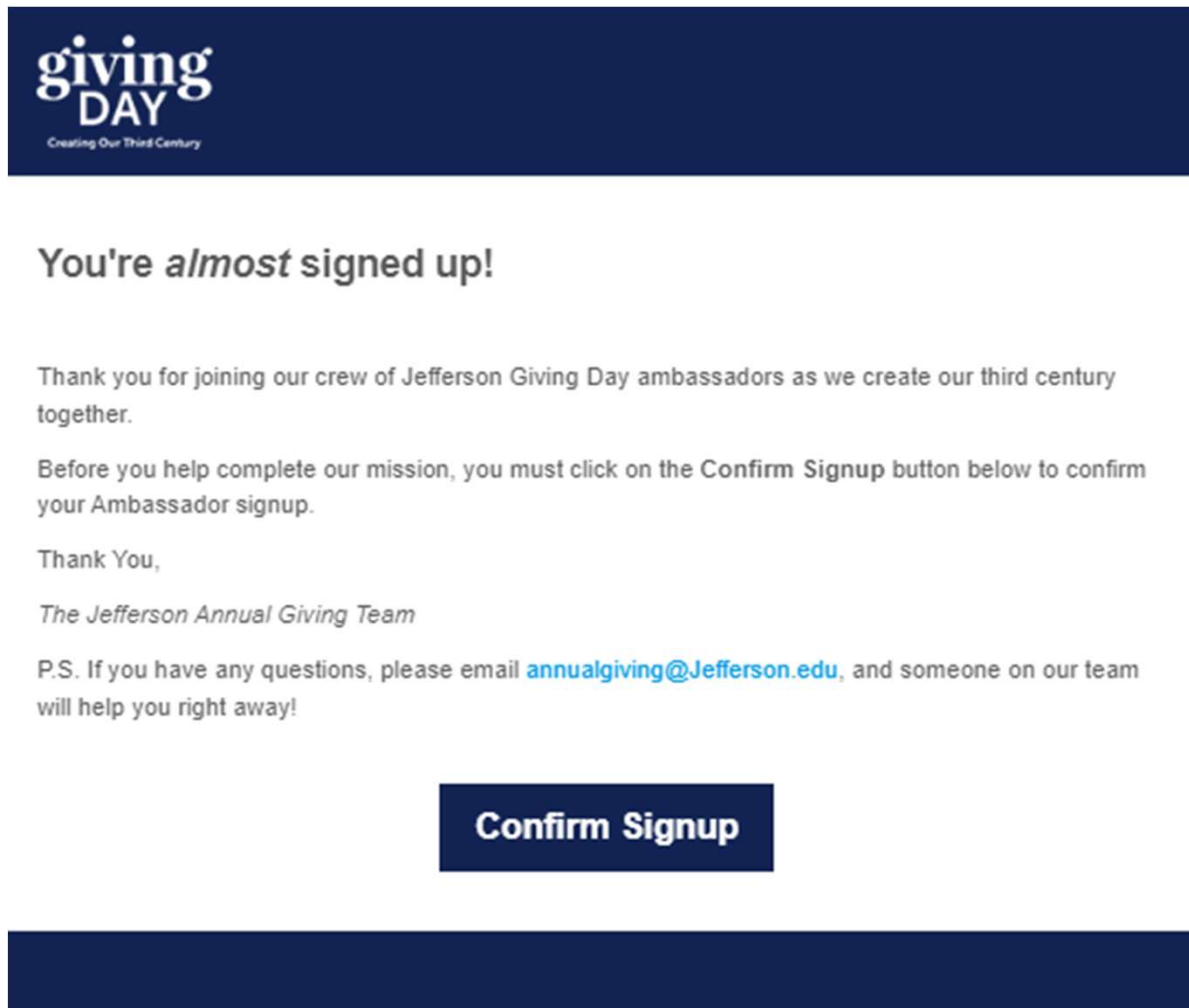 giving
DAY
Creating Our Third Century
You're almost signed up!
Thank you for joining our crew of Jefferson Giving Day ambassadors as we create our third century
together.
Before you help complete our mission, you must click on the Confirm Signup button below to confirm
your Ambassador signup.
Thank You,
The Jefferson Annual Giving Team
P.S. If you have any questions, please email annualgiving@Jefferson.edu, and someone on our team
will help you right away!
Confirm Signup